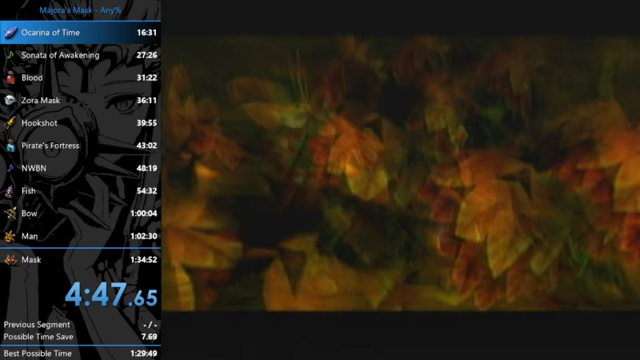 Majora's Mask - Any%
Ocarina of Time 16:31
Sonata of Awakening 27:26
Blood 31:22
Zora Mask 36:11
Hookshot 39:55
Pirate's Fortress 43:02
NWBN 48:19
Fish 54:32
Bow 1:00:04
Man 1:02:30
Mask 1:34:52
4:47.65
Previous Segment - / -
Possible Time Save 7.69
Best Possible Time 1:29:49